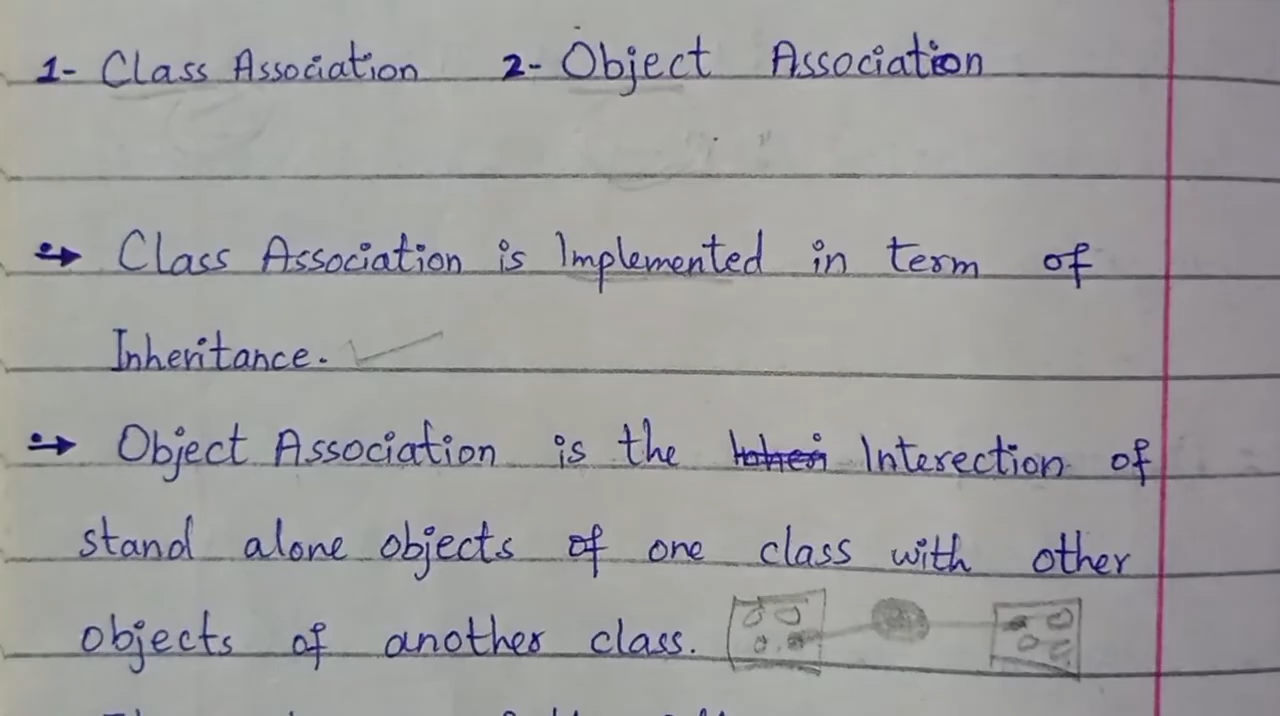 1- Class Association 2- Object Association
→ Class Association is Implemented in term of
Inheritance.
→ Object Association is the Interection of
stand alone objects of one class with other
objects of another class.